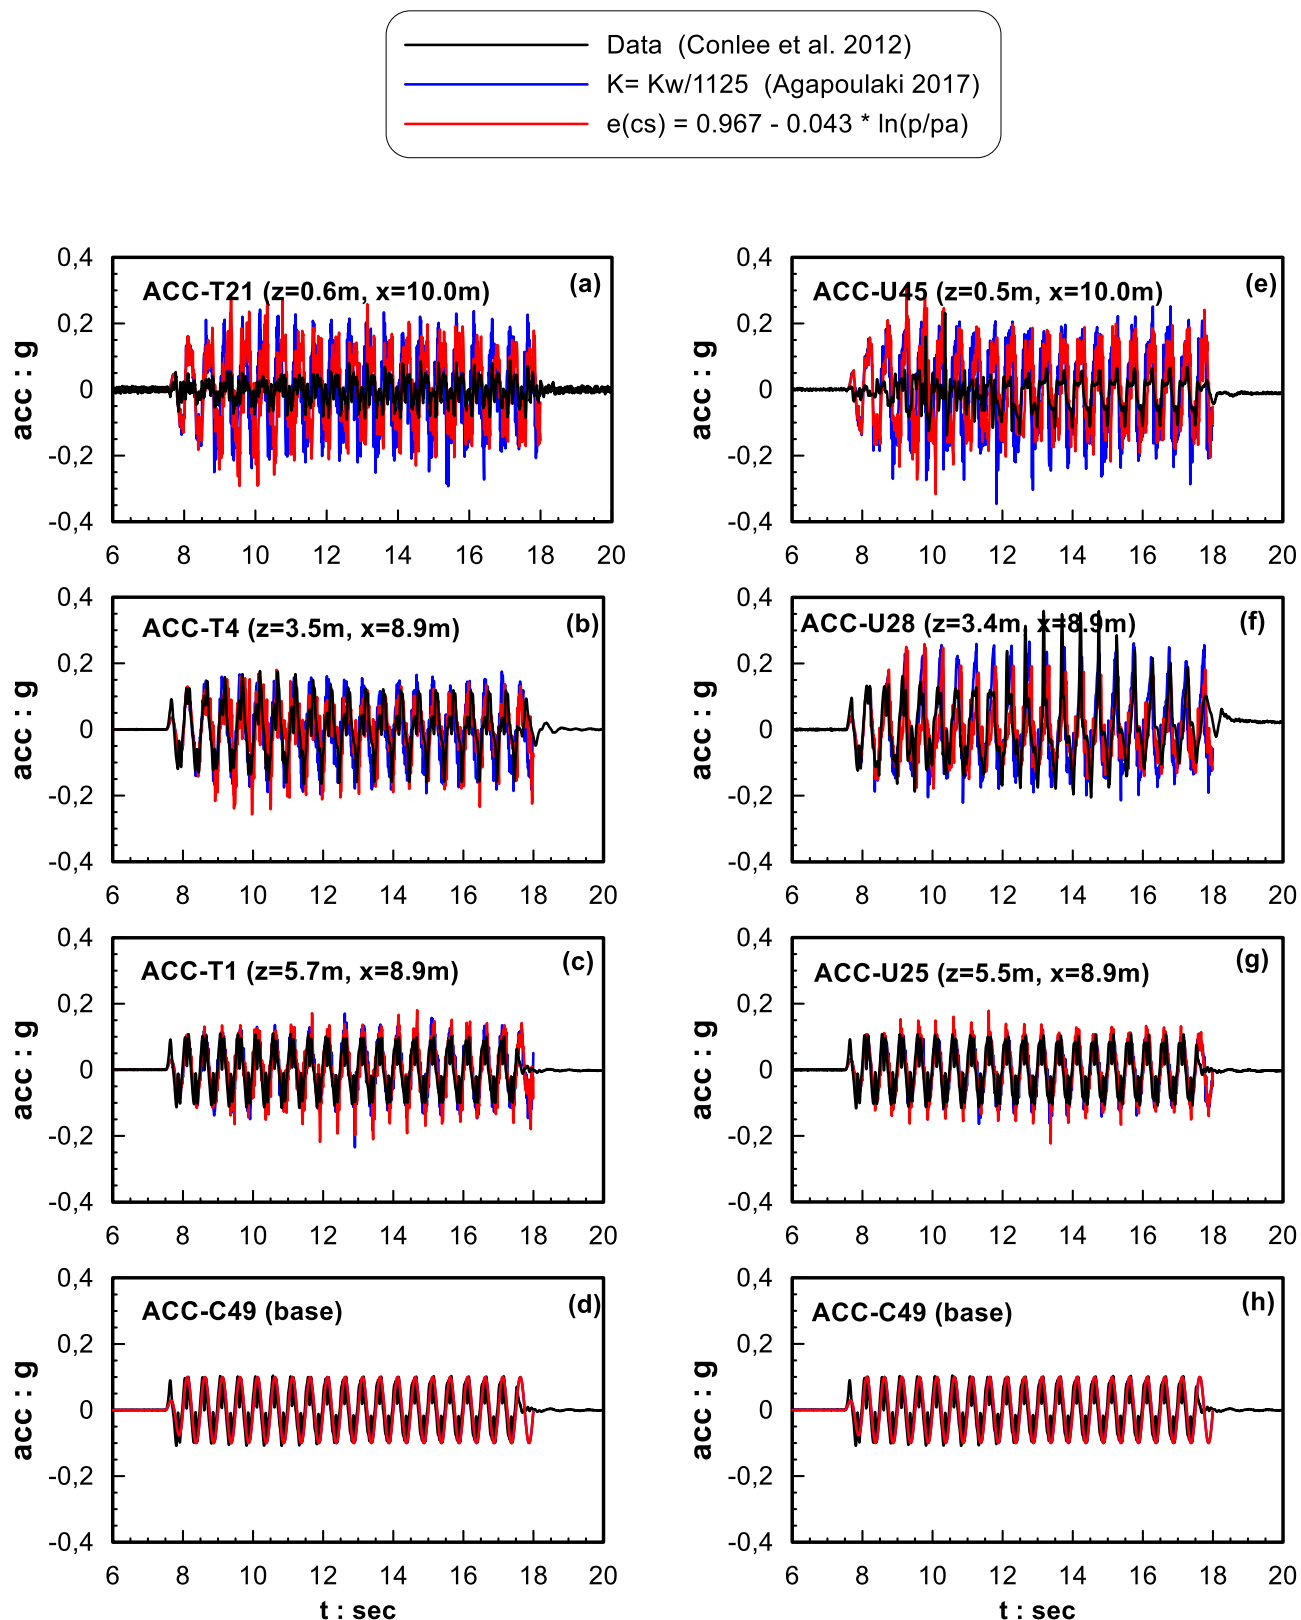 Data  (Conlee et al. 2012)
K= Kw/1125  (Agapoulaki 2017)
e(cs) = 0.967 - 0.043 * ln(p/pa)
ACC-T21 (z=0.6m, x=10.0m)
(a)
acc : g
0,4
0,2
0
-0,2
-0,4
6 8 10 12 14 16 18 20
ACC-U45 (z=0.5m, x=10.0m)
(e)
acc : g
0,4
0,2
0
-0,2
-0,4
6 8 10 12 14 16 18 20
ACC-T4 (z=3.5m, x=8.9m)
(b)
acc : g
0,4
0,2
0
-0,2
-0,4
6 8 10 12 14 16 18 20
ACC-U28 (z=3.4m, x=8.9m)
(f)
acc : g
0,4
0,2
0
-0,2
-0,4
6 8 10 12 14 16 18 20
ACC-T1 (z=5.7m, x=8.9m)
(c)
acc : g
0,4
0,2
0
-0,2
-0,4
6 8 10 12 14 16 18 20
ACC-U25 (z=5.5m, x=8.9m)
(g)
acc : g
0,4
0,2
0
-0,2
-0,4
6 8 10 12 14 16 18 20
ACC-C49 (base)
(d)
acc : g
0,4
0,2
0
-0,2
-0,4
6 8 10 12 14 16 18 20
t : sec
ACC-C49 (base)
(h)
acc : g
0,4
0,2
0
-0,2
-0,4
6 8 10 12 14 16 18 20
t : sec